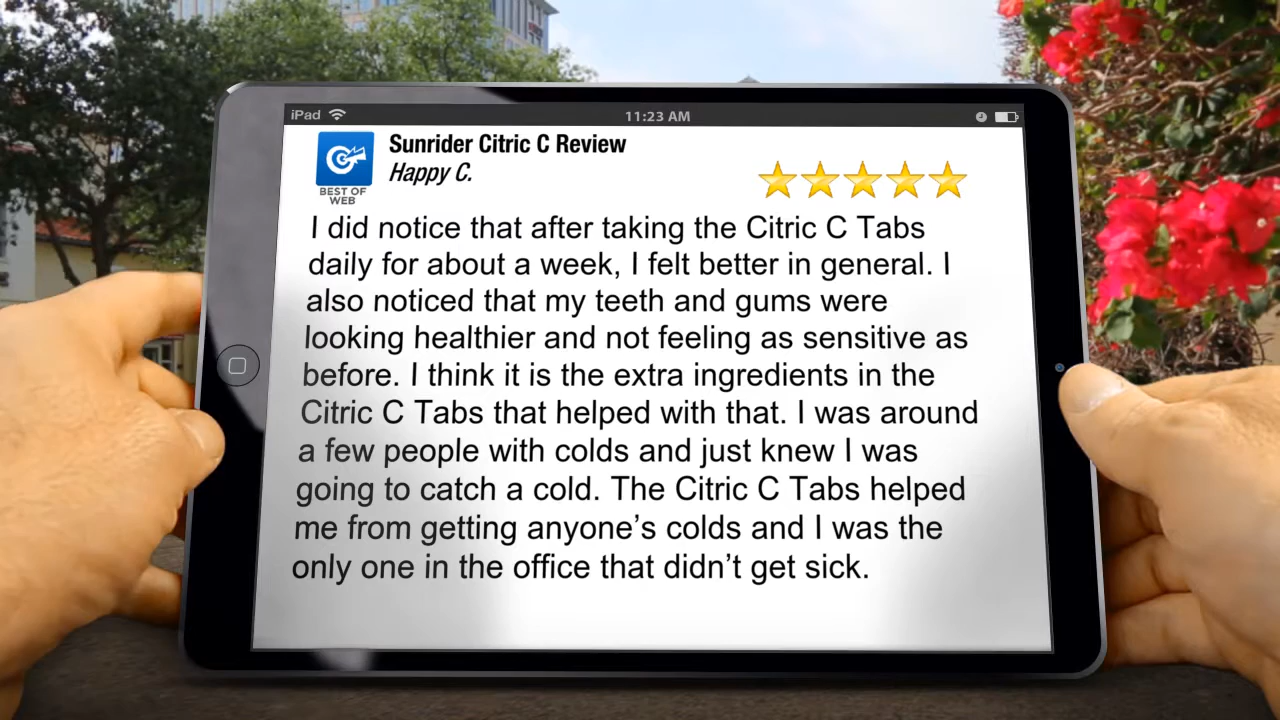 iPad
11:23 AM
Sunrider Citric C Review
Happy C.
BEST OF
WEB
I did notice that after taking the Citric C Tabs
daily for about a week, I felt better in general. I
also noticed that my teeth and gums were
looking healthier and not feeling as sensitive as
before. I think it is the extra ingredients in the
Citric C Tabs that helped with that. I was around
a few people with colds and just knew I was
going to catch a cold. The Citric C Tabs helped
me from getting anyone’s colds and I was the
only one in the office that didn’t get sick.